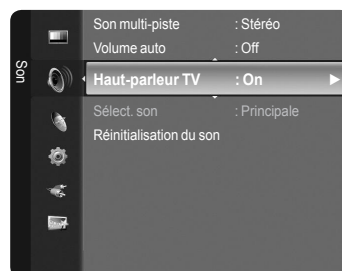 Son
Son multi-piste : Stéréo
Volume auto : Off
Haut-parleur TV : On
Sélect. son : Principale
Réinitialisation du son